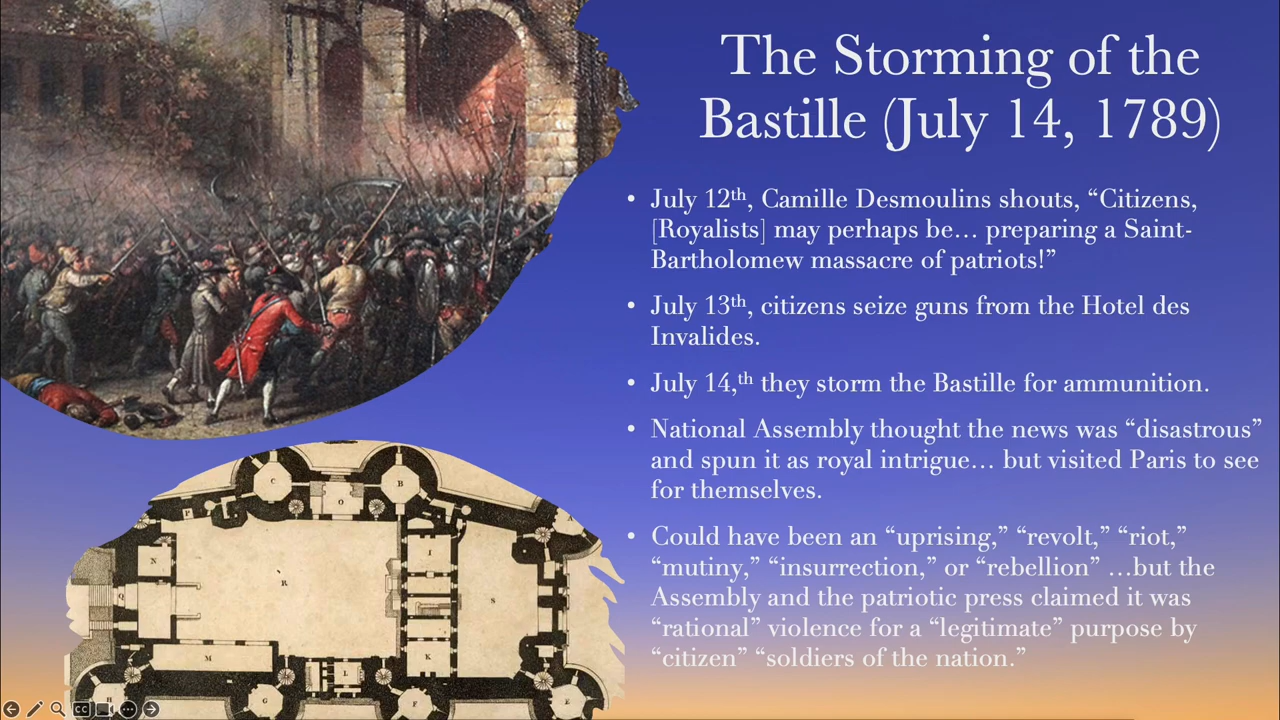 The Storming of the
Bastille (July 14, 1789)
• July 12th, Camille Desmoulins shouts, “Citizens,
[Royalists] may perhaps be… preparing a Saint-
Bartholomew massacre of patriots!”
• July 13th, citizens seize guns from the Hotel des
Invalides.
• July 14,th they storm the Bastille for ammunition.
• National Assembly thought the news was “disastrous”
and spun it as royal intrigue… but visited Paris to see
for themselves.
• Could have been an “uprising,” “revolt,” “riot,”
“mutiny,” “insurrection,” or “rebellion” …but the
Assembly and the patriotic press claimed it was
“rational” violence for a “legitimate” purpose by
“citizen” “soldiers of the nation.”
C
B
O
P
A
N
I
R
S
M
K
L
H
G
F
E
CC